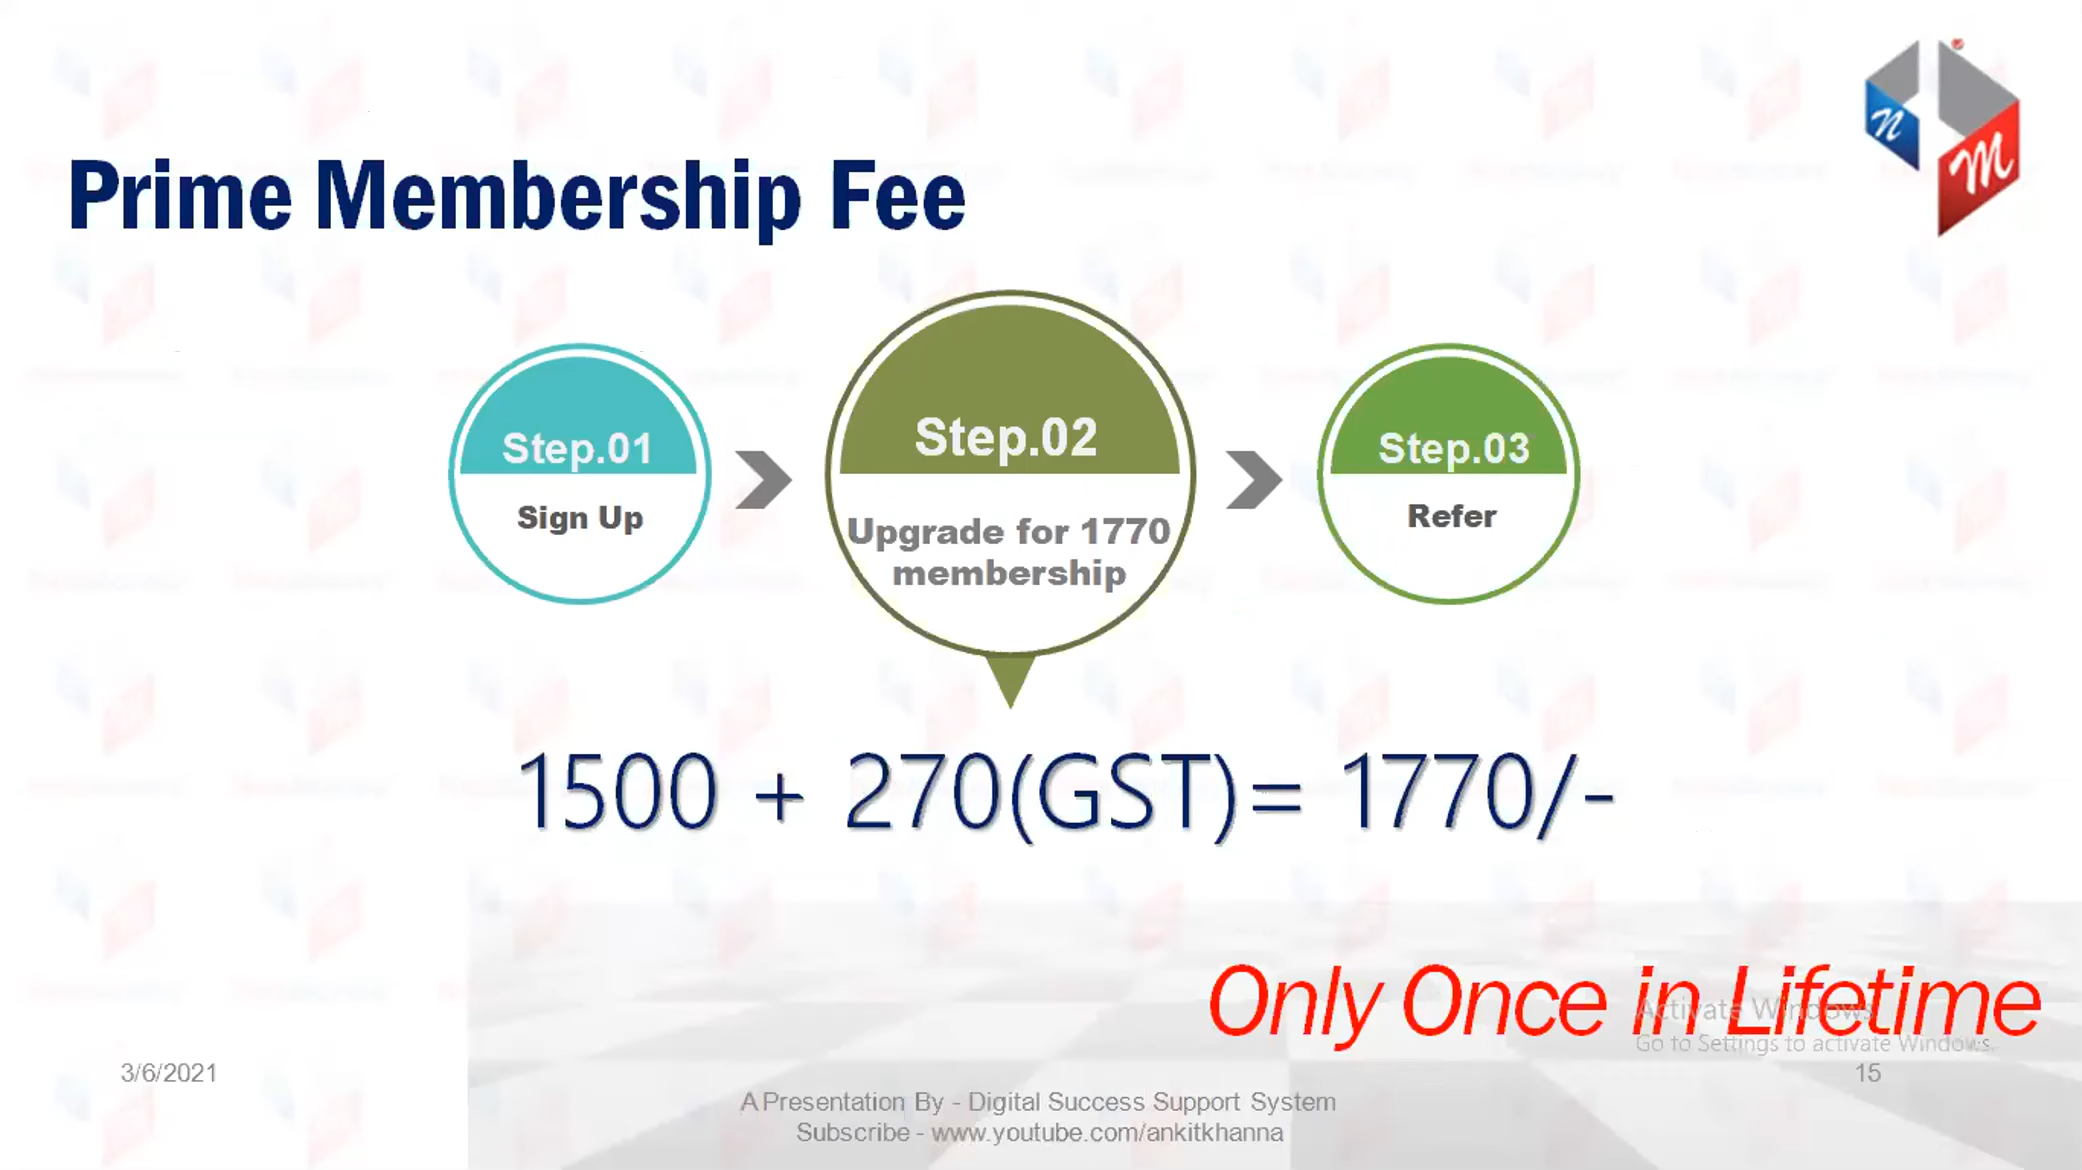 n
M
Prime Membership Fee
Step.01
Sign Up
Step.02
Upgrade for 1770
membership
Step.03
Refer
1500 + 270(GST)= 1770/-
Only Once in Lifetime
Activate Windows
Go to Settings to activate Windows.
3/6/2021
15
A Presentation By - Digital Success Support System
Subscribe - www.youtube.com/ankitkhanna